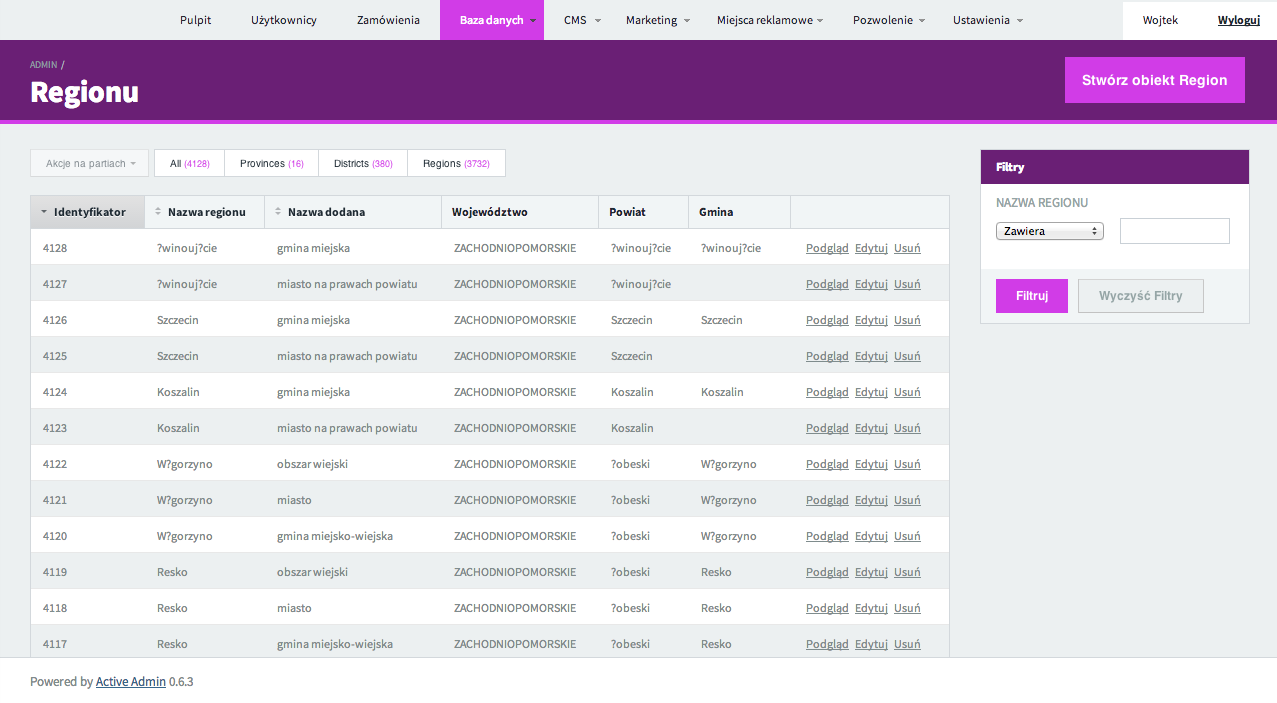 Pulpit Użytkownicy Zamówienia Baza danych CMS Marketing Miejsca reklamowe Pozwolenie Ustawienia Wojtek Wyloguj
ADMIN /
Regionu
Stwórz obiekt Region
Akcje na partiach All (4128) Provinces (16) Districts (380) Regions (3732)
Identyfikator Nazwa regionu Nazwa dodana Województwo Powiat Gmina
4128 ?winouj?cie gmina miejska ZACHODNIOPOMORSKIE ?winouj?cie ?winouj?cie Podgląd Edytuj Usuń
4127 ?winouj?cie miasto na prawach powiatu ZACHODNIOPOMORSKIE ?winouj?cie Podgląd Edytuj Usuń
4126 Szczecin gmina miejska ZACHODNIOPOMORSKIE Szczecin Szczecin Podgląd Edytuj Usuń
4125 Szczecin miasto na prawach powiatu ZACHODNIOPOMORSKIE Szczecin Podgląd Edytuj Usuń
4124 Koszalin gmina miejska ZACHODNIOPOMORSKIE Koszalin Koszalin Podgląd Edytuj Usuń
4123 Koszalin miasto na prawach powiatu ZACHODNIOPOMORSKIE Koszalin Podgląd Edytuj Usuń
4122 W?gorzyno obszar wiejski ZACHODNIOPOMORSKIE ?obeski W?gorzyno Podgląd Edytuj Usuń
4121 W?gorzyno miasto ZACHODNIOPOMORSKIE ?obeski W?gorzyno Podgląd Edytuj Usuń
4120 W?gorzyno gmina miejsko-wiejska ZACHODNIOPOMORSKIE ?obeski W?gorzyno Podgląd Edytuj Usuń
4119 Resko obszar wiejski ZACHODNIOPOMORSKIE ?obeski Resko Podgląd Edytuj Usuń
4118 Resko miasto ZACHODNIOPOMORSKIE ?obeski Resko Podgląd Edytuj Usuń
4117 Resko gmina miejsko-wiejska ZACHODNIOPOMORSKIE ?obeski Resko Podgląd Edytuj Usuń
Filtry
NAZWA REGIONU
Zawiera
Filtruj Wyczyść Filtry
Powered by Active Admin 0.6.3